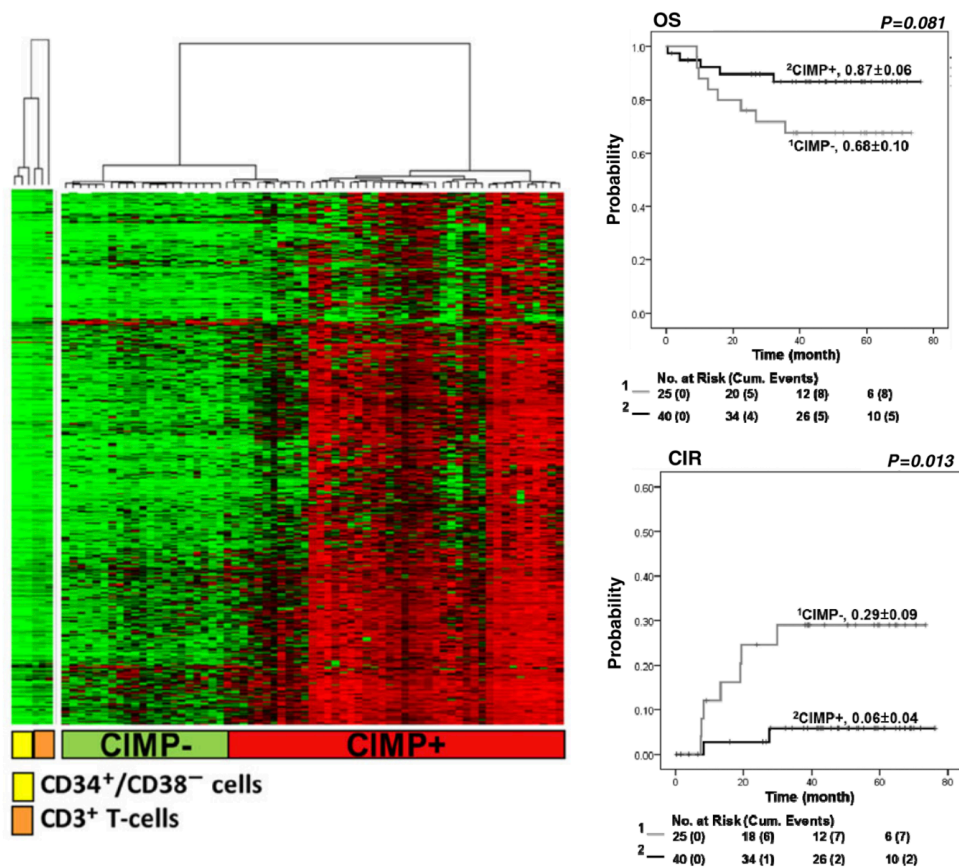 CIMP-
CIMP+
CD34⁺/CD38⁻ cells
CD3⁺ T-cells
OS
P=0.081
1.0
0.8
0.6
0.4
0.2
0.0
Probability
²CIMP+, 0.87±0.06
¹CIMP-, 0.68±0.10
0 20 40 60 80
Time (month)
No. at Risk (Cum. Events)
1 25 (0) 20 (5) 12 (8) 6 (8)
2 40 (0) 34 (4) 26 (5) 10 (5)
CIR
P=0.013
0.60
0.50
0.40
0.30
0.20
0.10
0.00
Probability
¹CIMP-, 0.29±0.09
²CIMP+, 0.06±0.04
0 20 40 60 80
Time (month)
No. at Risk (Cum. Events)
1 25 (0) 18 (6) 12 (7) 6 (7)
2 40 (0) 34 (1) 26 (2) 10 (2)